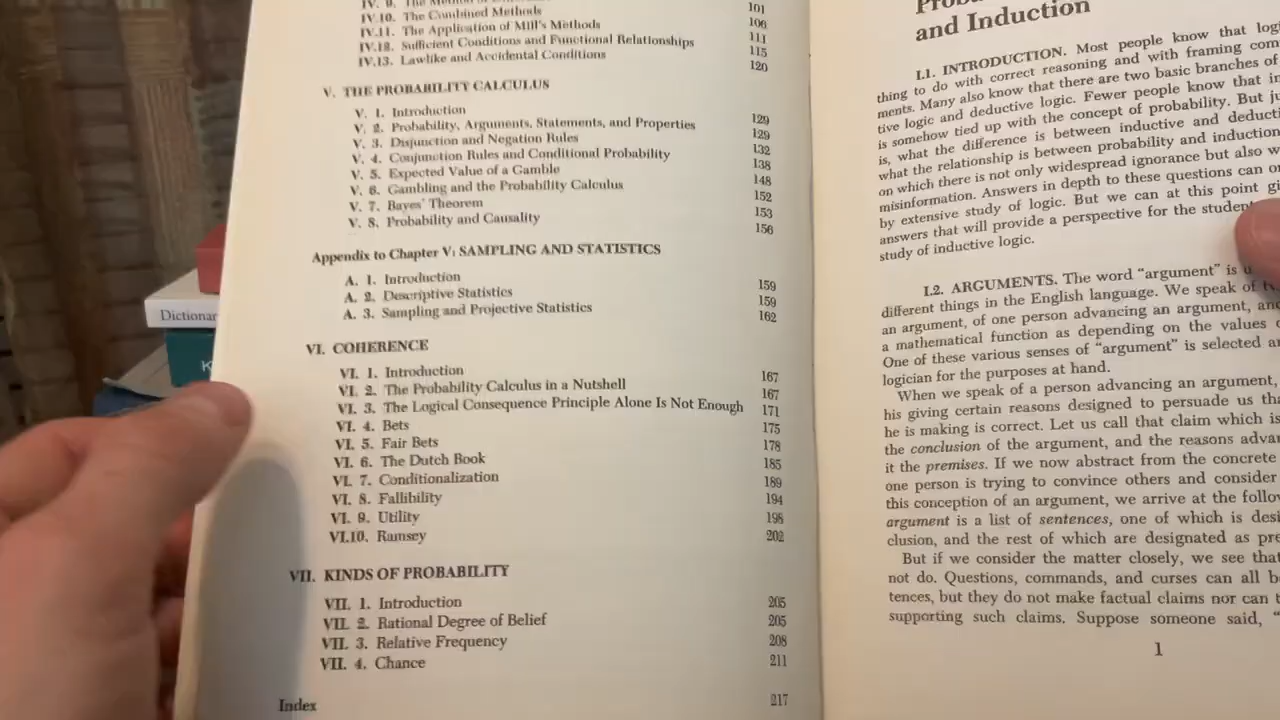 IV.10. The Combined Methods 101
IV.11. The Application of Mill's Methods 106
IV.12. Sufficient Conditions and Functional Relationships 111
IV.13. Lawlike and Accidental Conditions 115
120
V. THE PROBABILITY CALCULUS
V. 1. Introduction 129
V. 2. Probability, Arguments, Statements, and Properties 129
V. 3. Disjunction and Negation Rules 132
V. 4. Conjunction Rules and Conditional Probability 138
V. 5. Expected Value of a Gamble 148
V. 6. Gambling and the Probability Calculus 152
V. 7. Bayes' Theorem 153
V. 8. Probability and Causality 156
Appendix to Chapter V: SAMPLING AND STATISTICS
A. 1. Introduction 159
A. 2. Descriptive Statistics 159
A. 3. Sampling and Projective Statistics 162
VI. COHERENCE
VI. 1. Introduction 167
VI. 2. The Probability Calculus in a Nutshell 167
VI. 3. The Logical Consequence Principle Alone Is Not Enough 171
VI. 4. Bets 175
VI. 5. Fair Bets 178
VI. 6. The Dutch Book 185
VI. 7. Conditionalization 189
VI. 8. Fallibility 194
VI. 9. Utility 198
VI.10. Ramsey 202
VII. KINDS OF PROBABILITY
VII. 1. Introduction 205
VII. 2. Rational Degree of Belief 205
VII. 3. Relative Frequency 208
VII. 4. Chance 211
Index 217
and Induction
I.1. INTRODUCTION. Most people know that
thing to do with correct reasoning and with framing
ments. Many also know that there are two basic branches of
tive logic and deductive logic. Fewer people know that
is somehow tied up with the concept of probability. But
is, what the difference is between inductive and
what the relationship is between probability and
on which there is not only widespread ignorance but also
misinformation. Answers in depth to these questions can
by extensive study of logic. But we can at this point
answers that will provide a perspective for the student
study of inductive logic.
I.2. ARGUMENTS. The word "argument" is
different things in the English language. We speak of
an argument, of one person advancing an argument,
a mathematical function as depending on the values
One of these various senses of "argument" is selected
logician for the purposes at hand.
When we speak of a person advancing an argument,
his giving certain reasons designed to persuade us
he is making is correct. Let us call that claim which is
the conclusion of the argument, and the reasons
it the premises. If we now abstract from the concrete
one person is trying to convince others and consider
this conception of an argument, we arrive at the
argument is a list of sentences, one of which is
clusion, and the rest of which are designated as
But if we consider the matter closely, we see that
not do. Questions, commands, and curses can all
tences, but they do not make factual claims nor can
supporting such claims. Suppose someone said, "
1
Dictionar
K